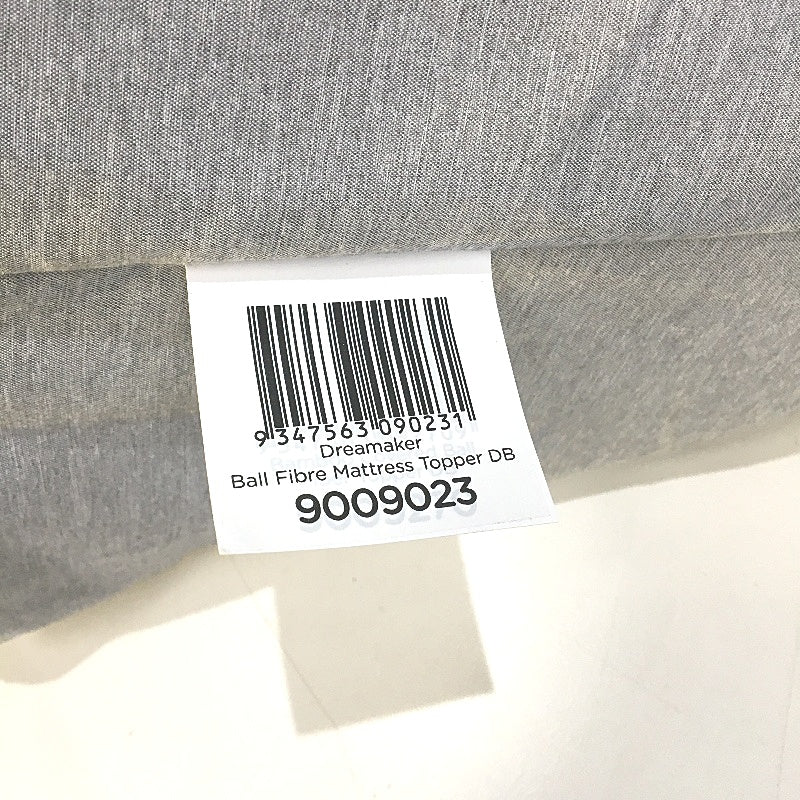 9 347563 090231
Dreamaker
Ball Fibre Mattress Topper DB
9009023